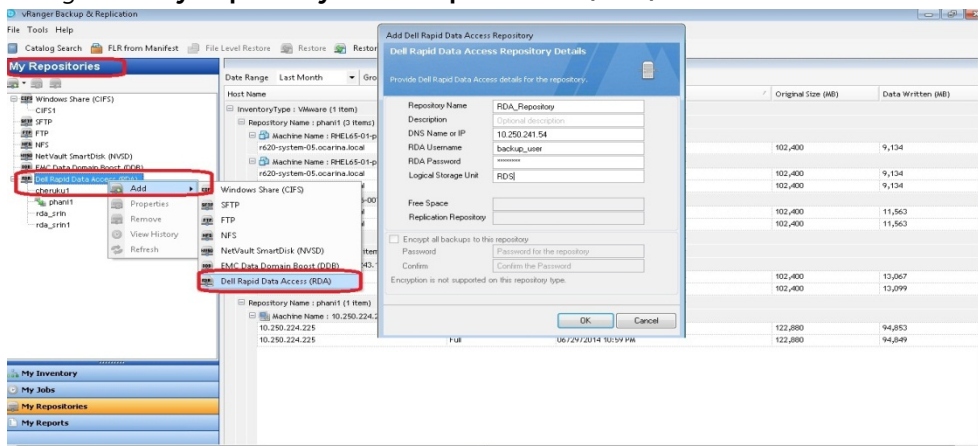 vRanger Backup & Replication
File Tools Help
Catalog Search FLR from Manifest File Level Restore Restore Restor
My Repositories
Windows Share (CIFS)
CIFS1
SFTP
FTP
NFS
NetVault SmartDisk (NVSD)
EMC Data Domain Boost (DDB)
Dell Rapid Data Access (RDA)
cheruku1
phani1
rda_srin
rda_srin1
Add
Properties
Remove
View History
Refresh
Windows Share (CIFS)
SFTP
FTP
NFS
NetVault SmartDisk (NVSD)
EMC Data Domain Boost (DDB)
Dell Rapid Data Access (RDA)
My Inventory
My Jobs
My Repositories
My Reports
Date Range Last Month Gro
Host Name Original Size (MB) Data Written (MB)
InventoryType : VMware (1 Item)
Repository Name : phani1 (3 Items)
Machine Name : RHEL65-01-p
r620-system-05.ocarina.local 102,400 9,134
Machine Name : RHEL65-01-p
r620-system-05.ocarina.local 102,400 9,134
102,400 9,134
102,400 11,563
102,400 11,563
102,400 13,067
102,400 13,099
Repository Name : phani1 (1 Item)
Machine Name : 10.250.224.2
10.250.224.225 122,880 94,853
10.250.224.225 Full 06/29/2014 10:59 PM 122,880 94,849
Add Dell Rapid Data Access Repository
Dell Rapid Data Access Repository Details
Provide Dell Rapid Data Access details for the repository.
Repository Name RDA_Repository
Description Optional description
DNS Name or IP 10.250.241.54
RDA Username backup_user
RDA Password ********
Logical Storage Unit RDS
Free Space
Replication Repository
Encrypt all backups to this repository
Password Password for the repository
Confirm Confirm the Password
Encryption is not supported on this repository type.
OK Cancel